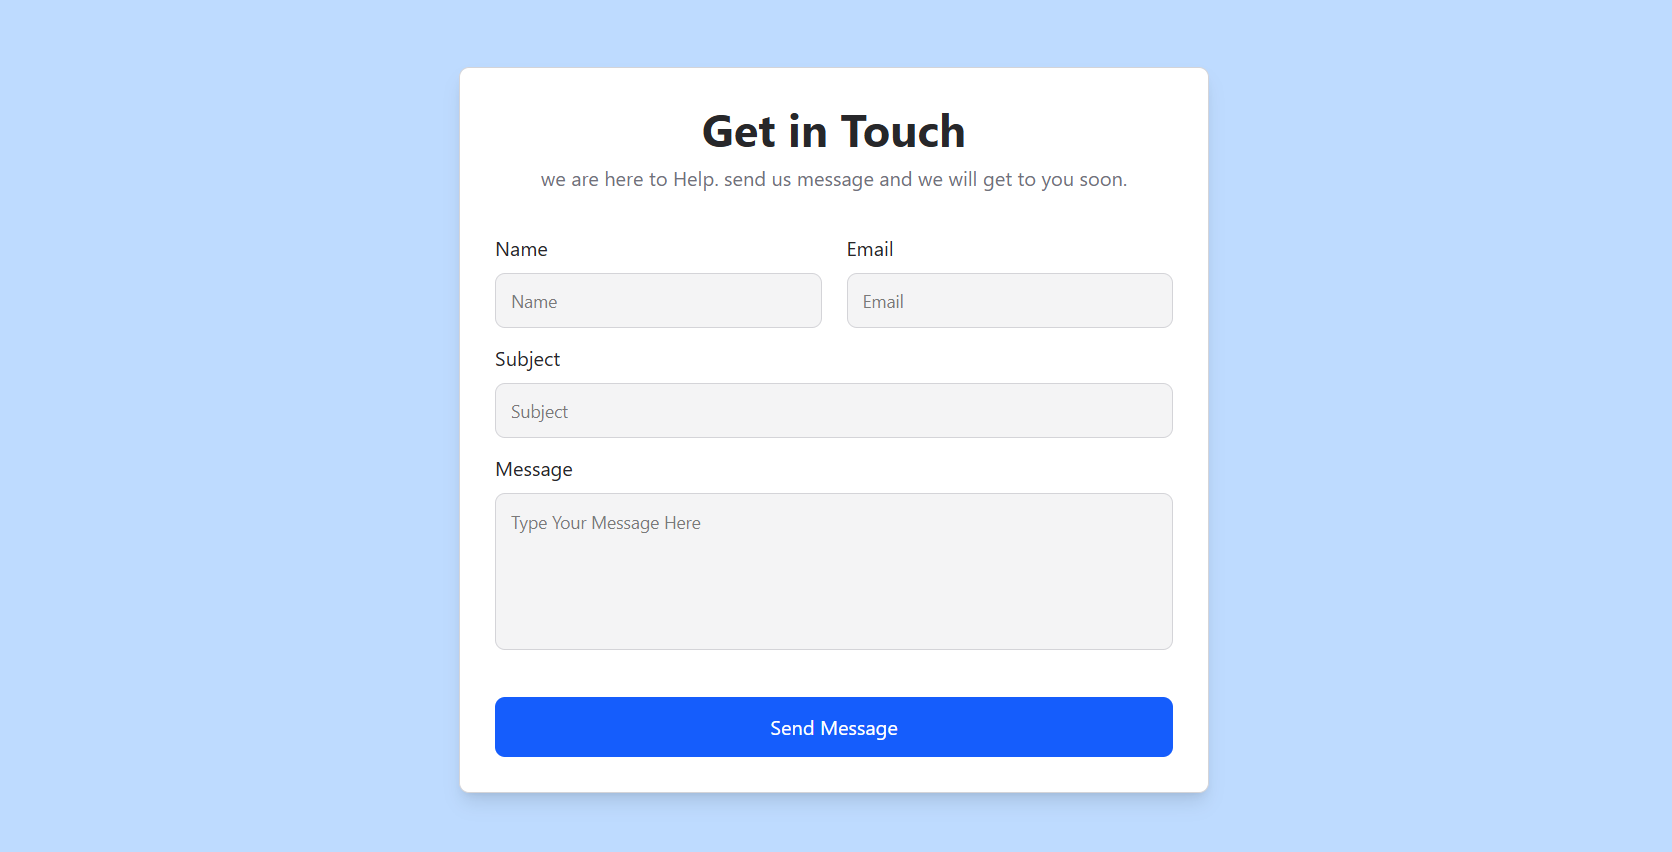 Get in Touch
we are here to Help. send us message and we will get to you soon.
Name
Email
Name
Email
Subject
Subject
Message
Type Your Message Here
Send Message